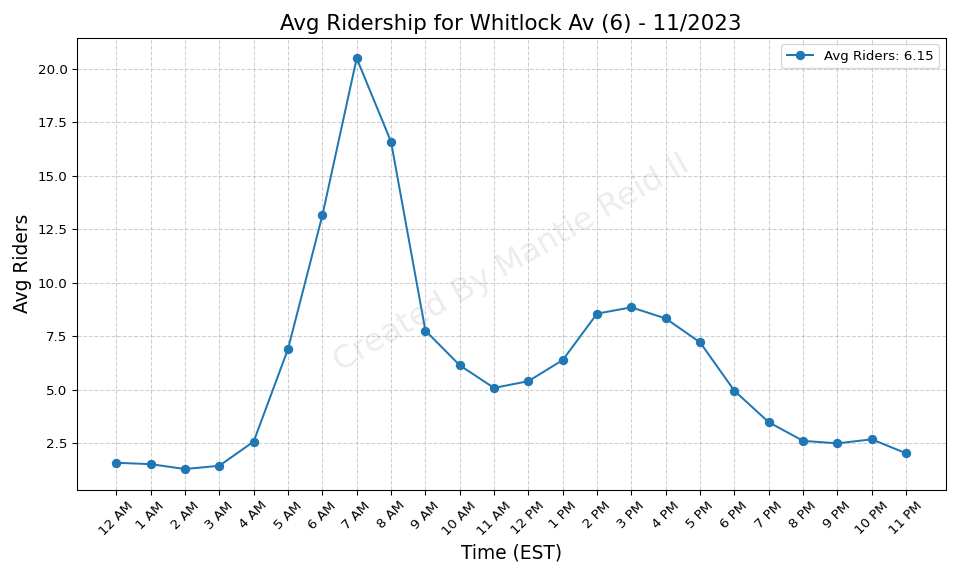 Avg Ridership for Whitlock Av (6) - 11/2023
Avg Riders: 6.15
Avg Riders
20.0
17.5
15.0
12.5
10.0
7.5
5.0
2.5
Created By Mantie Reid II
12 AM
1 AM
2 AM
3 AM
4 AM
5 AM
6 AM
7 AM
8 AM
9 AM
10 AM
11 AM
12 PM
1 PM
2 PM
3 PM
4 PM
5 PM
6 PM
7 PM
8 PM
9 PM
10 PM
11 PM
Time (EST)